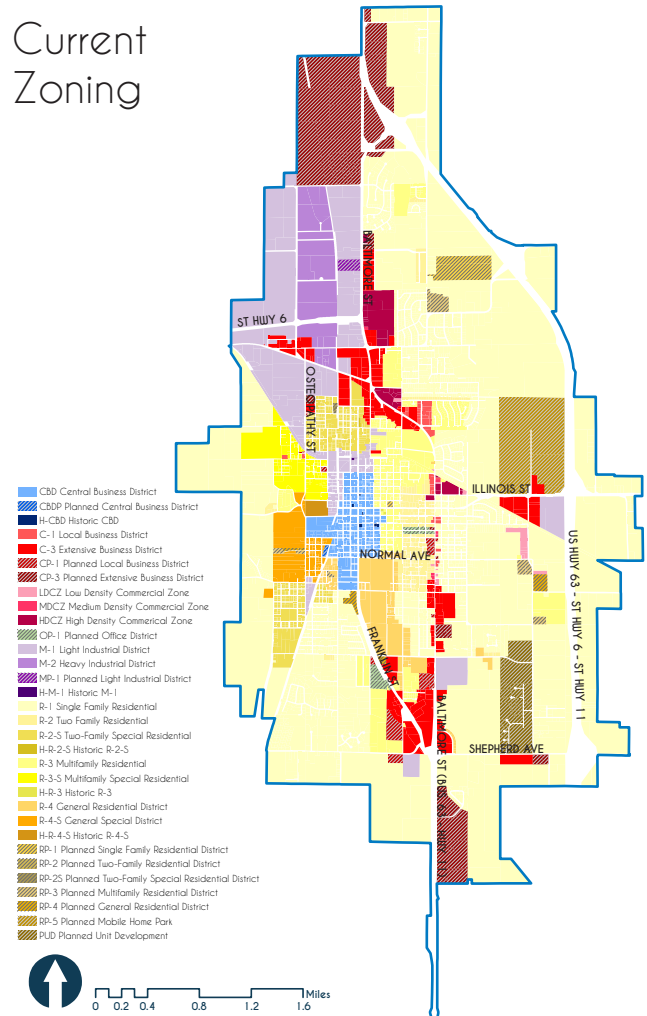 Current
Zoning
BALTIMORE ST
ST HWY 6
OSTEOPATHY ST
ILLINOIS ST
NORMAL AVE
US HWY 63 - ST HWY 6 - ST HWY 11
FRANKLIN ST
BALTIMORE ST (BUS. 63 - HWY 11)
SHEPHERD AVE
CBD Central Business District
CBDP Planned Central Business District
H-CBD Historic CBD
C-1 Local Business District
C-3 Extensive Business District
CP-1 Planned Local Business District
CP-3 Planned Extensive Business District
LDCZ Low Density Commercial Zone
MDCZ Medium Density Commercial Zone
HDCZ High Density Commerical Zone
OP-1 Planned Office District
M-1 Light Industrial District
M-2 Heavy Industrial District
MP-1 Planned Light Industrial District
H-M-1 Historic M-1
R-1 Single Family Residential
R-2 Two Family Residential
R-2-S Two-Family Special Residential
H-R-2-S Historic R-2-S
R-3 Multifamily Residential
R-3-S Multifamily Special Residential
H-R-3 Historic R-3
R-4 General Residential District
R-4-S General Special District
H-R-4-S Historic R-4-S
RP-1 Planned Single Family Residential District
RP-2 Planned Two-Family Residential District
RP-2S Planned Two-Family Special Residential District
RP-3 Planned Multifamily Residential District
RP-4 Planned General Residential District
RP-5 Planned Mobile Home Park
PUD Planned Unit Development
Miles
0 0.2 0.4 0.8 1.2 1.6